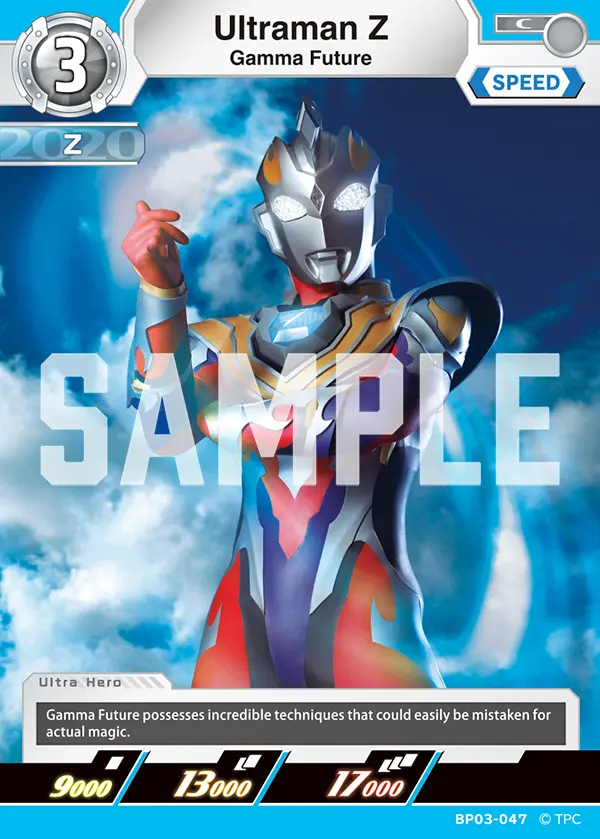 Ultraman Z
Gamma Future
3
C
SPEED
2020
Z
SAMPLE
Ultra Hero
Gamma Future possesses incredible techniques that could easily be mistaken for
actual magic.
9000
13000
17000
BP03-047 © TPC